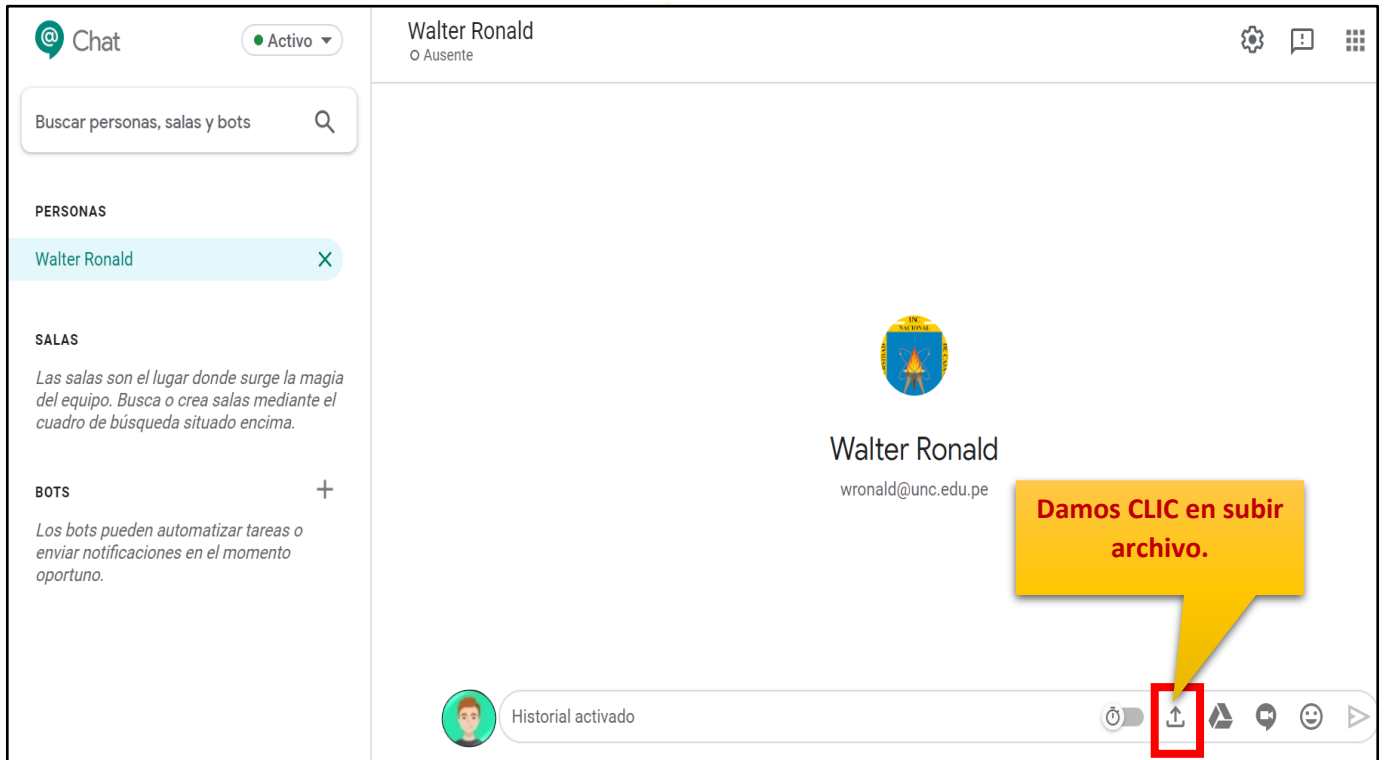 Chat
Activo
Buscar personas, salas y bots
PERSONAS
Walter Ronald
SALAS
Las salas son el lugar donde surge la magia
del equipo. Busca o crea salas mediante el
cuadro de búsqueda situado encima.
BOTS
Los bots pueden automatizar tareas o
enviar notificaciones en el momento
oportuno.
Walter Ronald
Ausente
UNC
NACIONAL
Walter Ronald
wronald@unc.edu.pe
Damos CLIC en subir
archivo.
Historial activado